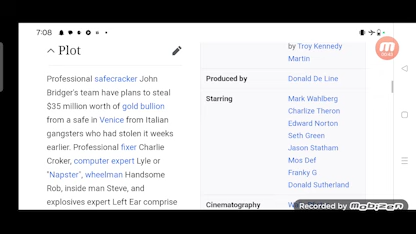 7:08
Plot
Professional safecracker John
Bridger's team have plans to steal
$35 million worth of gold bullion
from a safe in Venice from Italian
gangsters who had stolen it weeks
earlier. Professional fixer Charlie
Croker, computer expert Lyle or
"Napster", wheelman Handsome
Rob, inside man Steve, and
explosives expert Left Ear comprise
by Troy Kennedy
Martin
Produced by Donald De Line
Starring Mark Wahlberg
Charlize Theron
Edward Norton
Seth Green
Jason Statham
Mos Def
Franky G
Donald Sutherland
Cinematography
Recorded by Mobizen